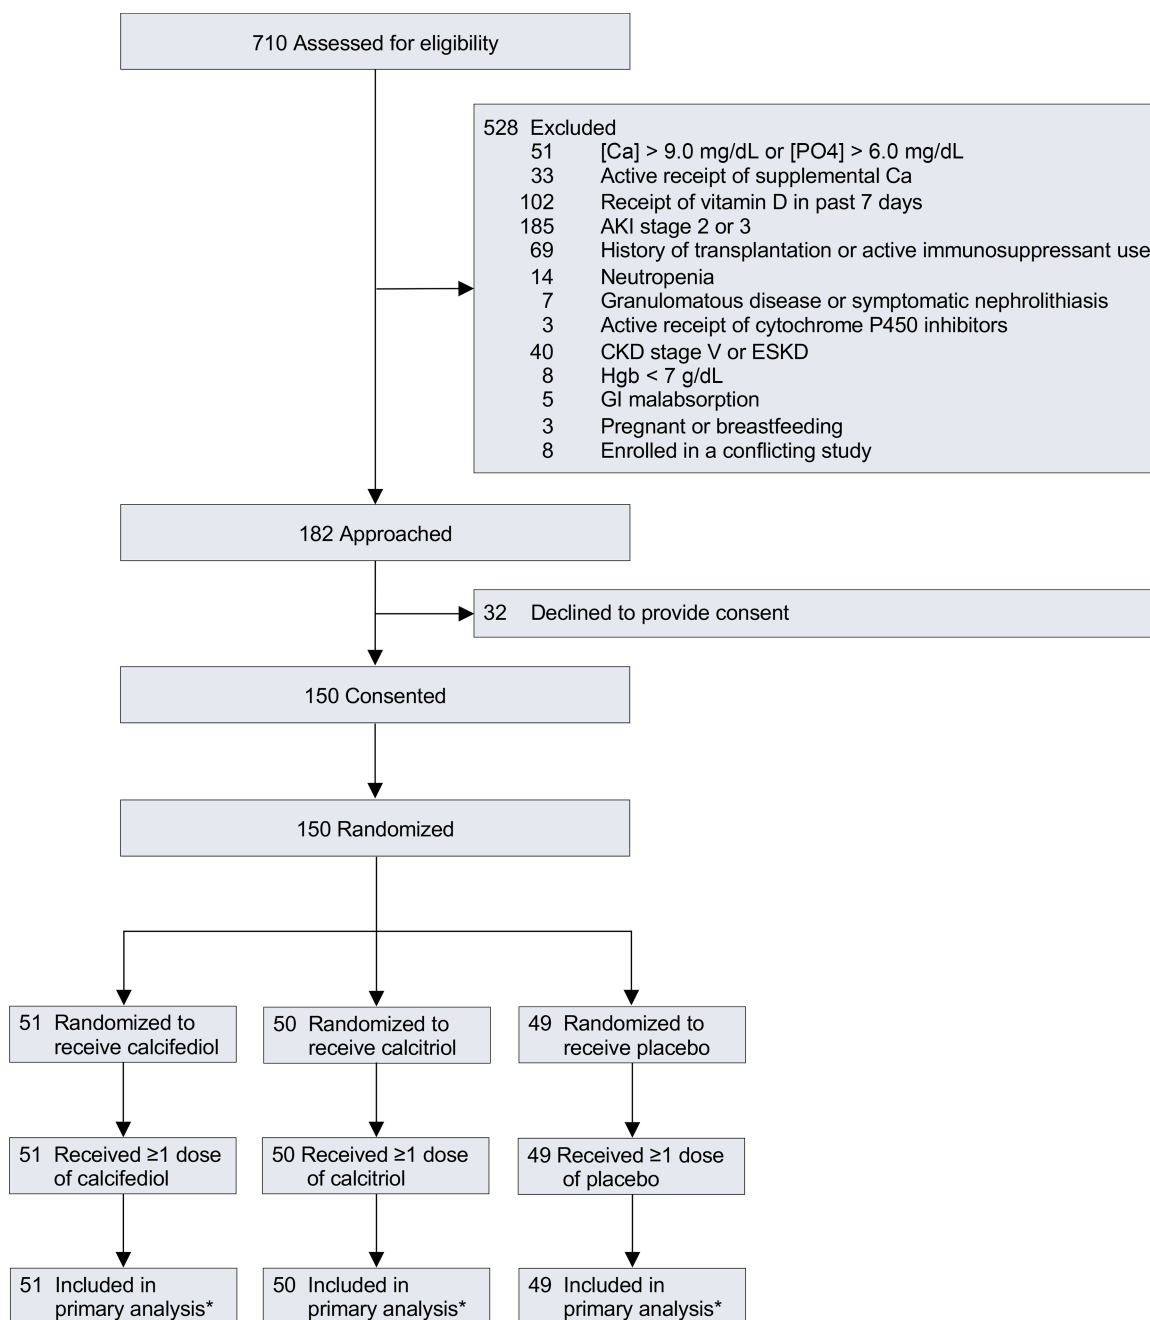 710 Assessed for eligibility
528 Excluded
51 [Ca] > 9.0 mg/dL or [PO4] > 6.0 mg/dL
33 Active receipt of supplemental Ca
102 Receipt of vitamin D in past 7 days
185 AKI stage 2 or 3
69 History of transplantation or active immunosuppressant use
14 Neutropenia
7 Granulomatous disease or symptomatic nephrolithiasis
3 Active receipt of cytochrome P450 inhibitors
40 CKD stage V or ESKD
8 Hgb < 7 g/dL
5 GI malabsorption
3 Pregnant or breastfeeding
8 Enrolled in a conflicting study
182 Approached
32 Declined to provide consent
150 Consented
150 Randomized
51 Randomized to
receive calcifediol
50 Randomized to
receive calcitriol
49 Randomized to
receive placebo
51 Received ≥1 dose
of calcifediol
50 Received ≥1 dose
of calcitriol
49 Received ≥1 dose
of placebo
51 Included in
primary analysis*
50 Included in
primary analysis*
49 Included in
primary analysis*